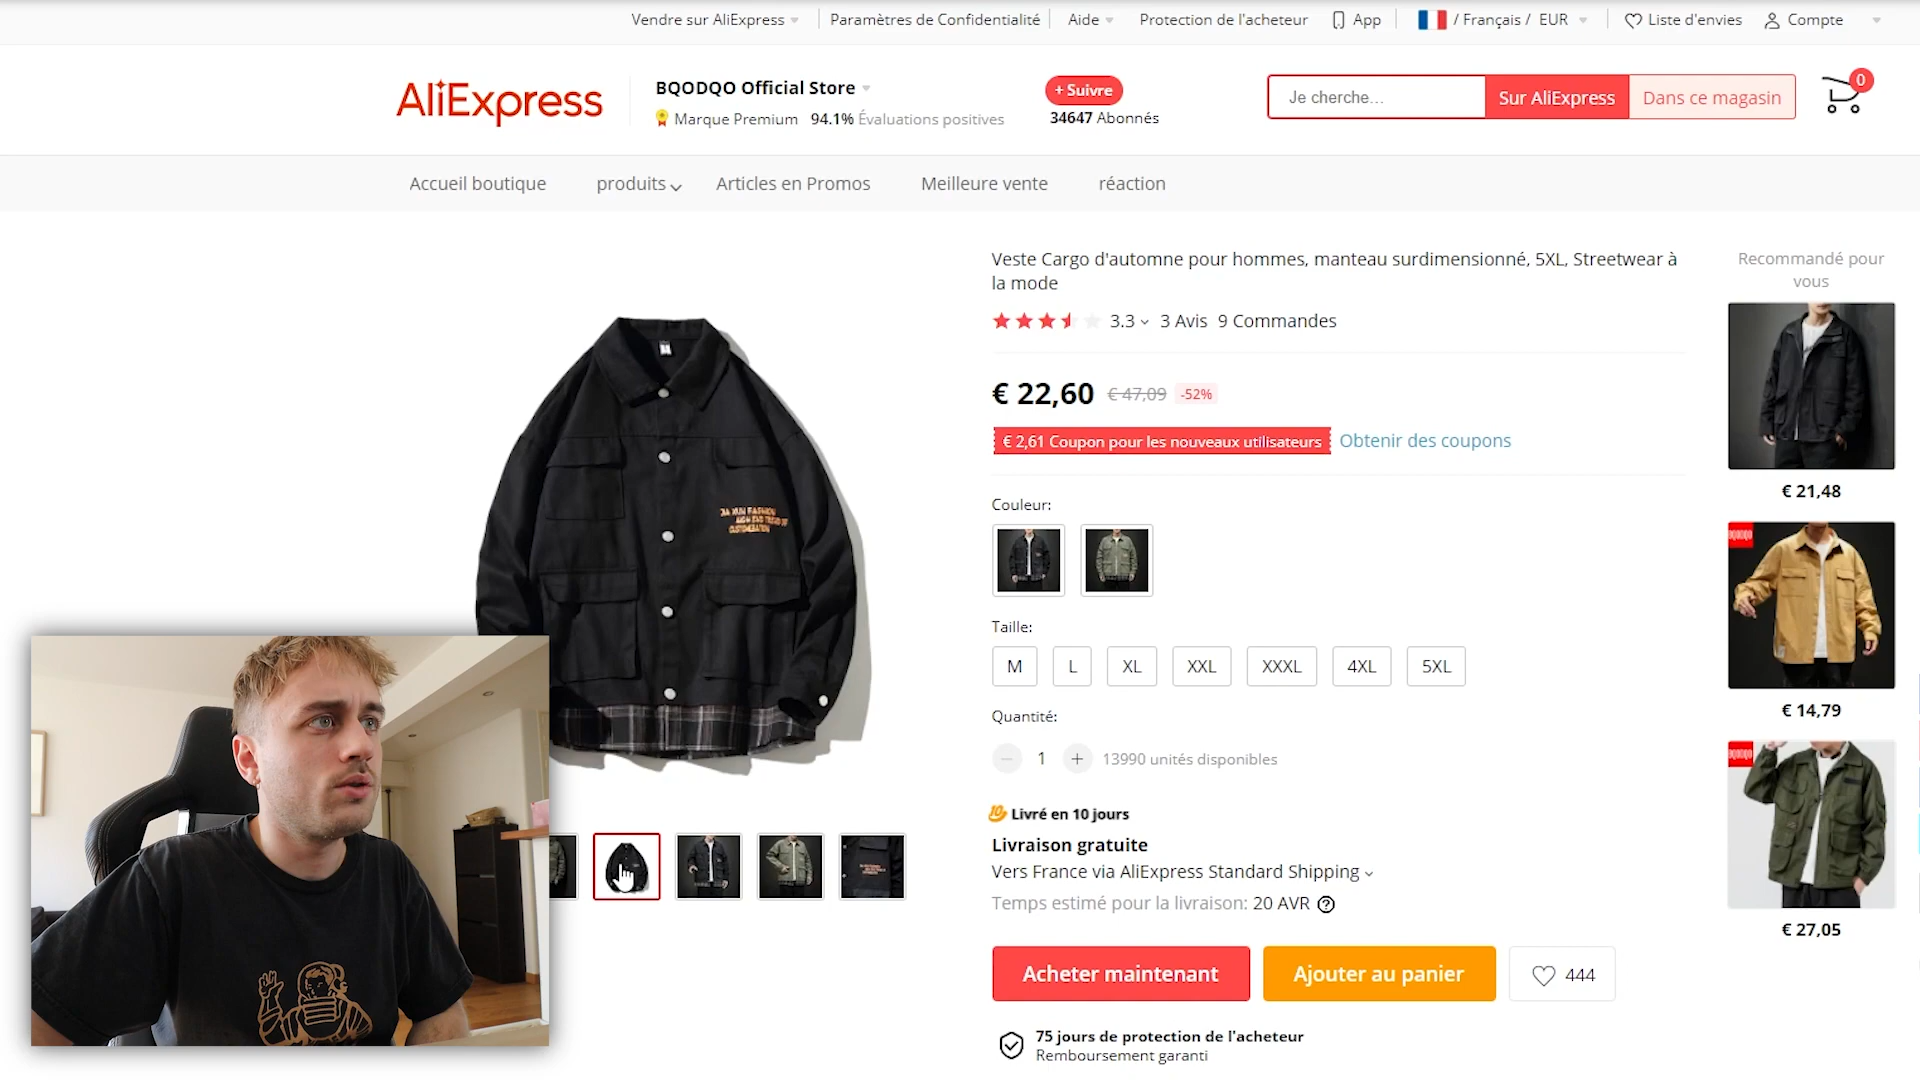 Vendre sur AliExpress
Paramètres de Confidentialité
Aide
Protection de l'acheteur
App
/ Français / EUR
Liste d'envies
Compte
AliExpress
BQODQO Official Store
Marque Premium 94.1% Évaluations positives
+ Suivre
34647 Abonnés
Je cherche...
Sur AliExpress
Dans ce magasin
0
Accueil boutique
produits
Articles en Promos
Meilleure vente
réaction
Veste Cargo d'automne pour hommes, manteau surdimensionné, 5XL, Streetwear à
la mode
3.3 3 Avis 9 Commandes
€ 22,60 € 47,09 -52%
€ 2,61 Coupon pour les nouveaux utilisateurs Obtenir des coupons
Couleur:
Taille:
M L XL XXL XXXL 4XL 5XL
Quantité:
1 13990 unités disponibles
Livré en 10 jours
Livraison gratuite
Vers France via AliExpress Standard Shipping
Temps estimé pour la livraison: 20 AVR
Acheter maintenant
Ajouter au panier
444
75 jours de protection de l'acheteur
Remboursement garanti
Recommandé pour
vous
€ 21,48
BQODQO
€ 14,79
BQODQO
€ 27,05